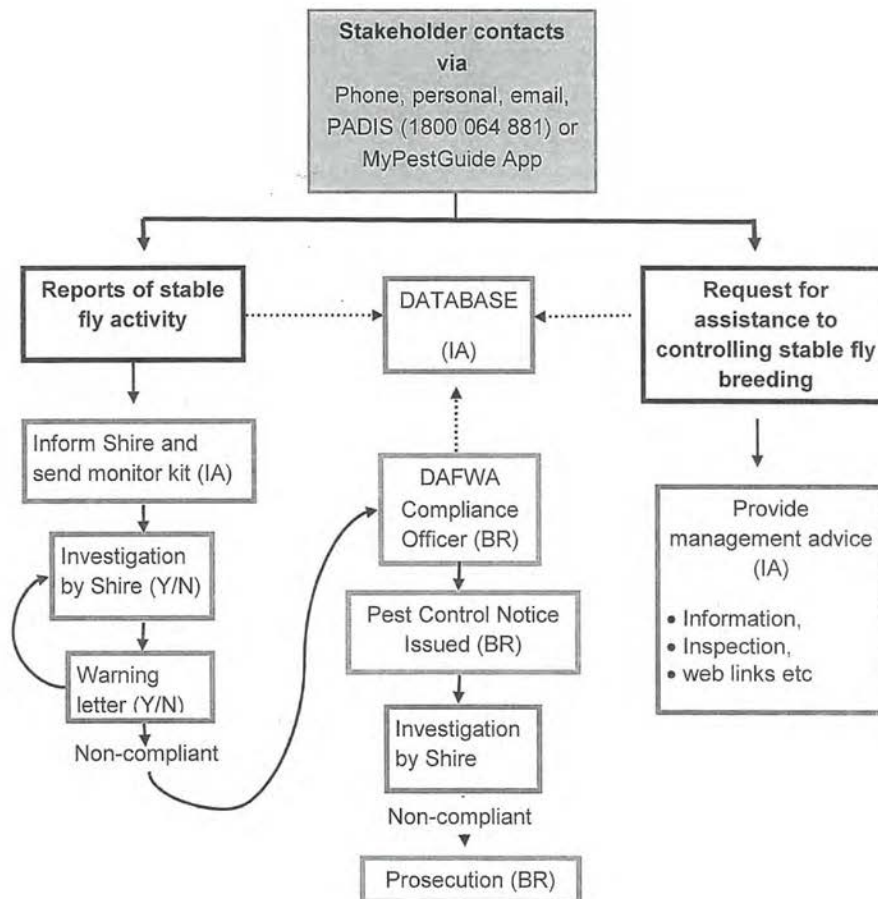 Stakeholder contacts
via
Phone, personal, email,
PADIS (1800 064 881) or
MyPestGuide App
Reports of stable
fly activity
DATABASE
(IA)
Request for
assistance to
controlling stable fly
breeding
Inform Shire and
send monitor kit (IA)
Investigation
by Shire (Y/N)
Warning
letter (Y/N)
Non-compliant
DAFWA
Compliance
Officer (BR)
Pest Control Notice
Issued (BR)
Investigation
by Shire
Non-compliant
Prosecution (BR)
Provide
management advice
(IA)
• Information,
• Inspection,
• web links etc